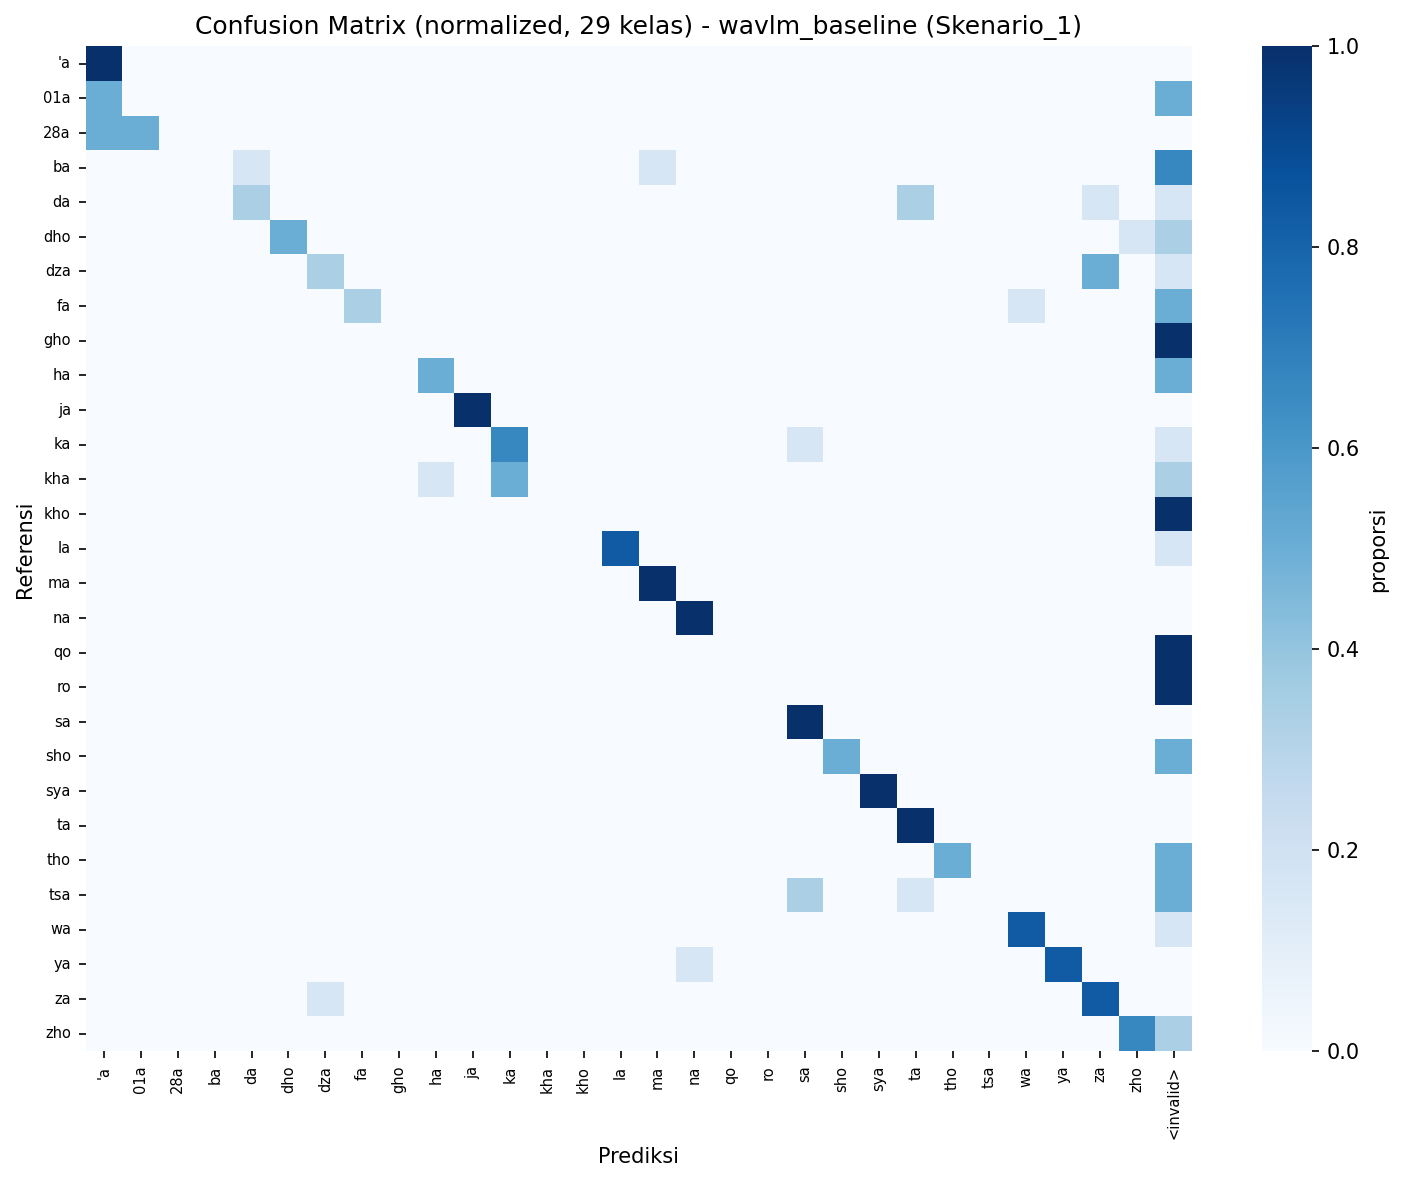 Confusion Matrix (normalized, 29 kelas) - wavlm_baseline (Skenario_1)
'a
01a
28a
ba
da
dho
dza
fa
gho
ha
ja
ka
kha
kho
la
ma
na
qo
ro
sa
sho
sya
ta
tho
tsa
wa
ya
za
zho
Referensi
'a 01a 28a ba da dho dza fa gho ha ja ka kha kho la ma na qo ro sa sho sya ta tho tsa wa ya za zho <invalid>
Prediksi
1.0
0.8
0.6
0.4
0.2
0.0
proporsi